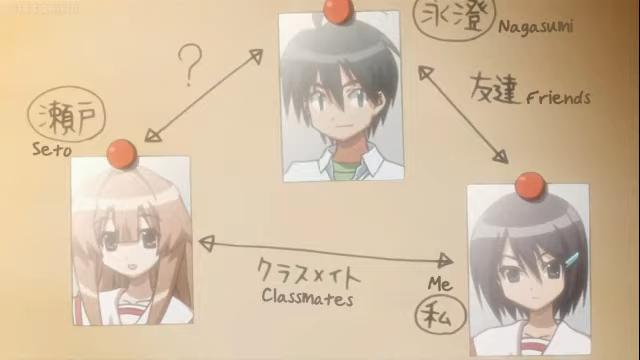 永澄
Nagasumi
?
友達 Friends
瀬戸
Seto
クラスメイト
Classmates
Me
私